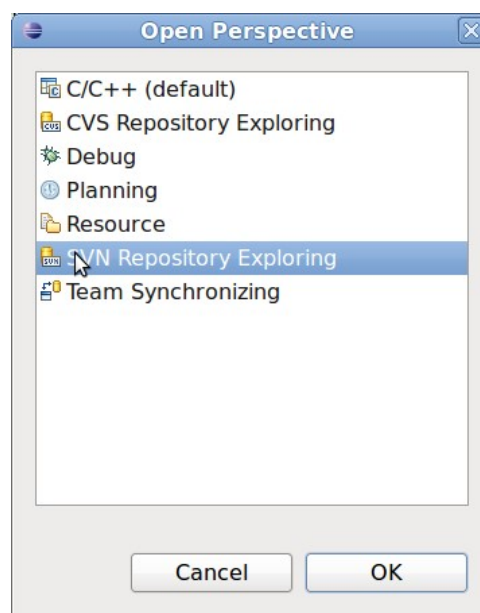 Open Perspective
C/C++ (default)
CVS Repository Exploring
Debug
Planning
Resource
SVN Repository Exploring
Team Synchronizing
Cancel
OK